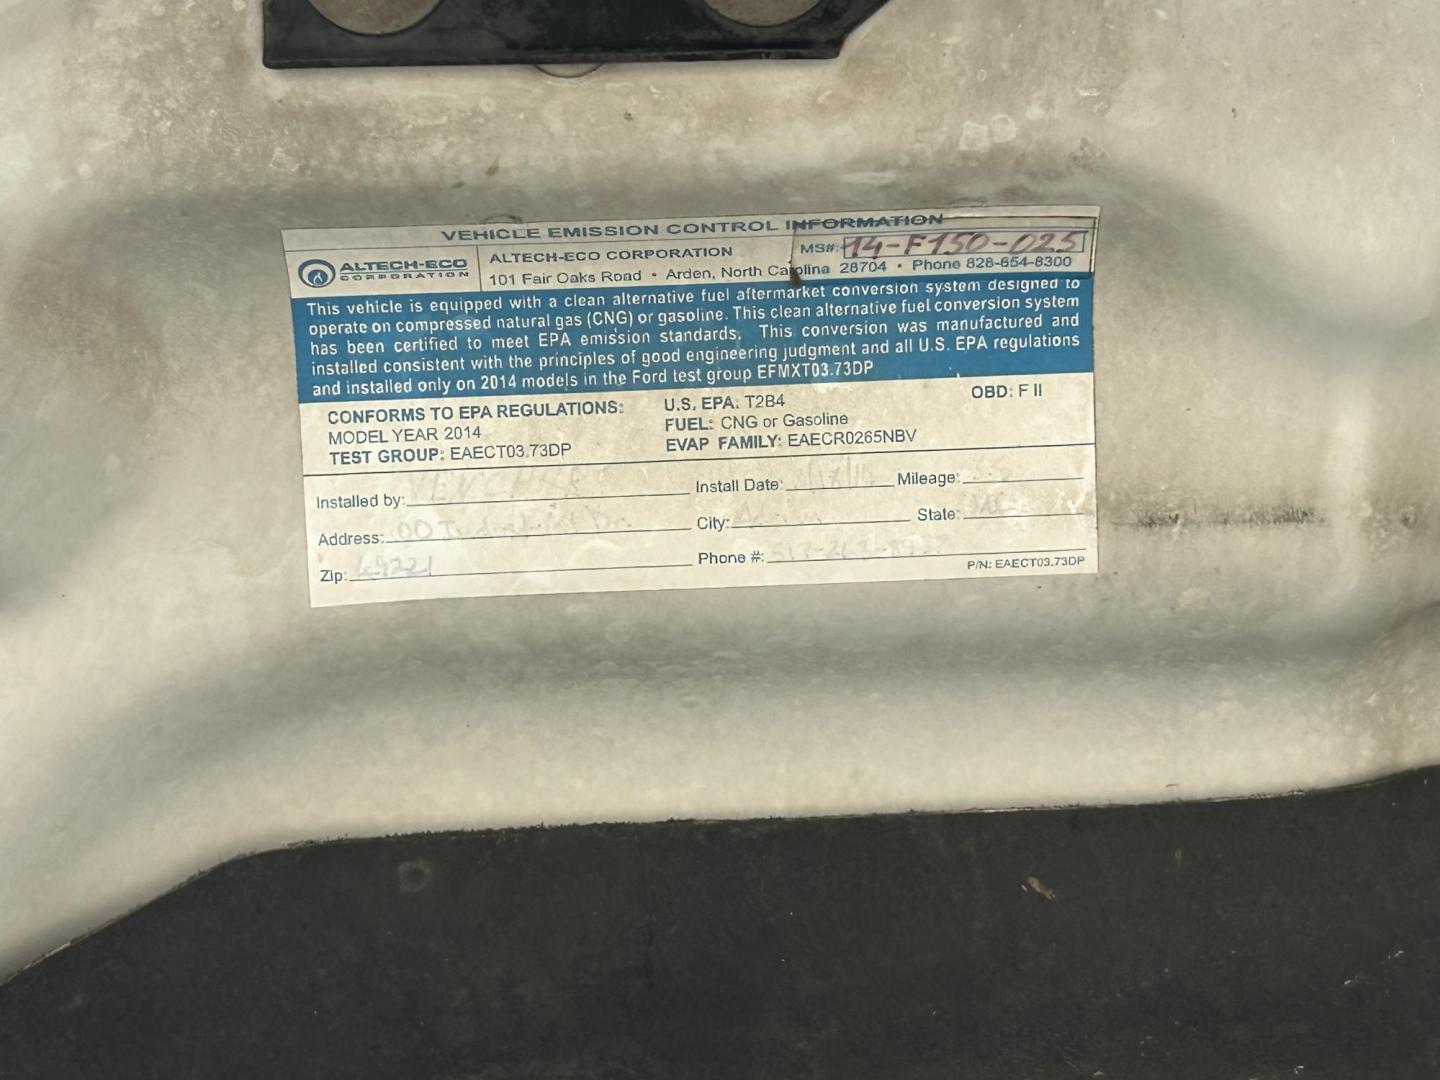 VEHICLE EMISSION CONTROL INFORMATION
ALTECH-ECO
CORPORATION
ALTECH-ECO CORPORATION
MS#: 14-F150-025
101 Fair Oaks Road • Arden, North Carolina 28704 • Phone 828-654-8300
This vehicle is equipped with a clean alternative fuel aftermarket conversion system designed to
operate on compressed natural gas (CNG) or gasoline. This clean alternative fuel conversion system
has been certified to meet EPA emission standards. This conversion was manufactured and
installed consistent with the principles of good engineering judgment and all U.S. EPA regulations
and installed only on 2014 models in the Ford test group EFMXT03.73DP
CONFORMS TO EPA REGULATIONS:
MODEL YEAR 2014
TEST GROUP: EAECT03.73DP
U.S. EPA: T2B4
FUEL: CNG or Gasoline
EVAP FAMILY: EAECR0265NBV
OBD: F II
Installed by:
Install Date:
Mileage:
Address:
City:
State:
Zip: 49221
Phone #:
P/N: EAECT03.73DP